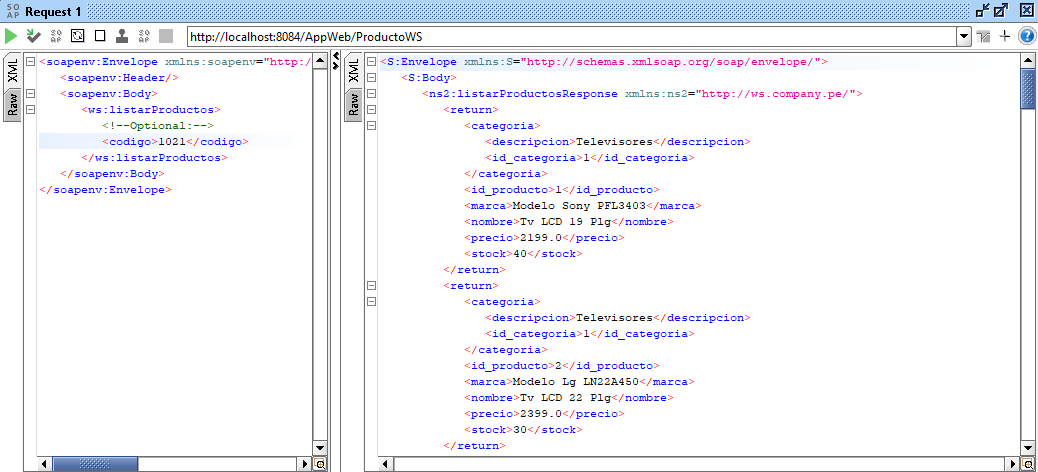 SO AP Request 1
SO AP
http://localhost:8084/AppWeb/ProductoWS
XML
Raw
<soapenv:Envelope xmlns:soapenv="http:/
<soapenv:Header/>
<soapenv:Body>
<ws:listarProductos>
<!--Optional:-->
<codigo>1021</codigo>
</ws:listarProductos>
</soapenv:Body>
</soapenv:Envelope>
XML
Raw
<S:Envelope xmlns:S="http://schemas.xmlsoap.org/soap/envelope/">
<S:Body>
<ns2:listarProductosResponse xmlns:ns2="http://ws.company.pe/">
<return>
<categoria>
<descripcion>Televisores</descripcion>
<id_categoria>1</id_categoria>
</categoria>
<id_producto>1</id_producto>
<marca>Modelo Sony PFL3403</marca>
<nombre>Tv LCD 19 Plg</nombre>
<precio>2199.0</precio>
<stock>40</stock>
</return>
<return>
<categoria>
<descripcion>Televisores</descripcion>
<id_categoria>1</id_categoria>
</categoria>
<id_producto>2</id_producto>
<marca>Modelo Lg LN22A450</marca>
<nombre>Tv LCD 22 Plg</nombre>
<precio>2399.0</precio>
<stock>30</stock>
</return>